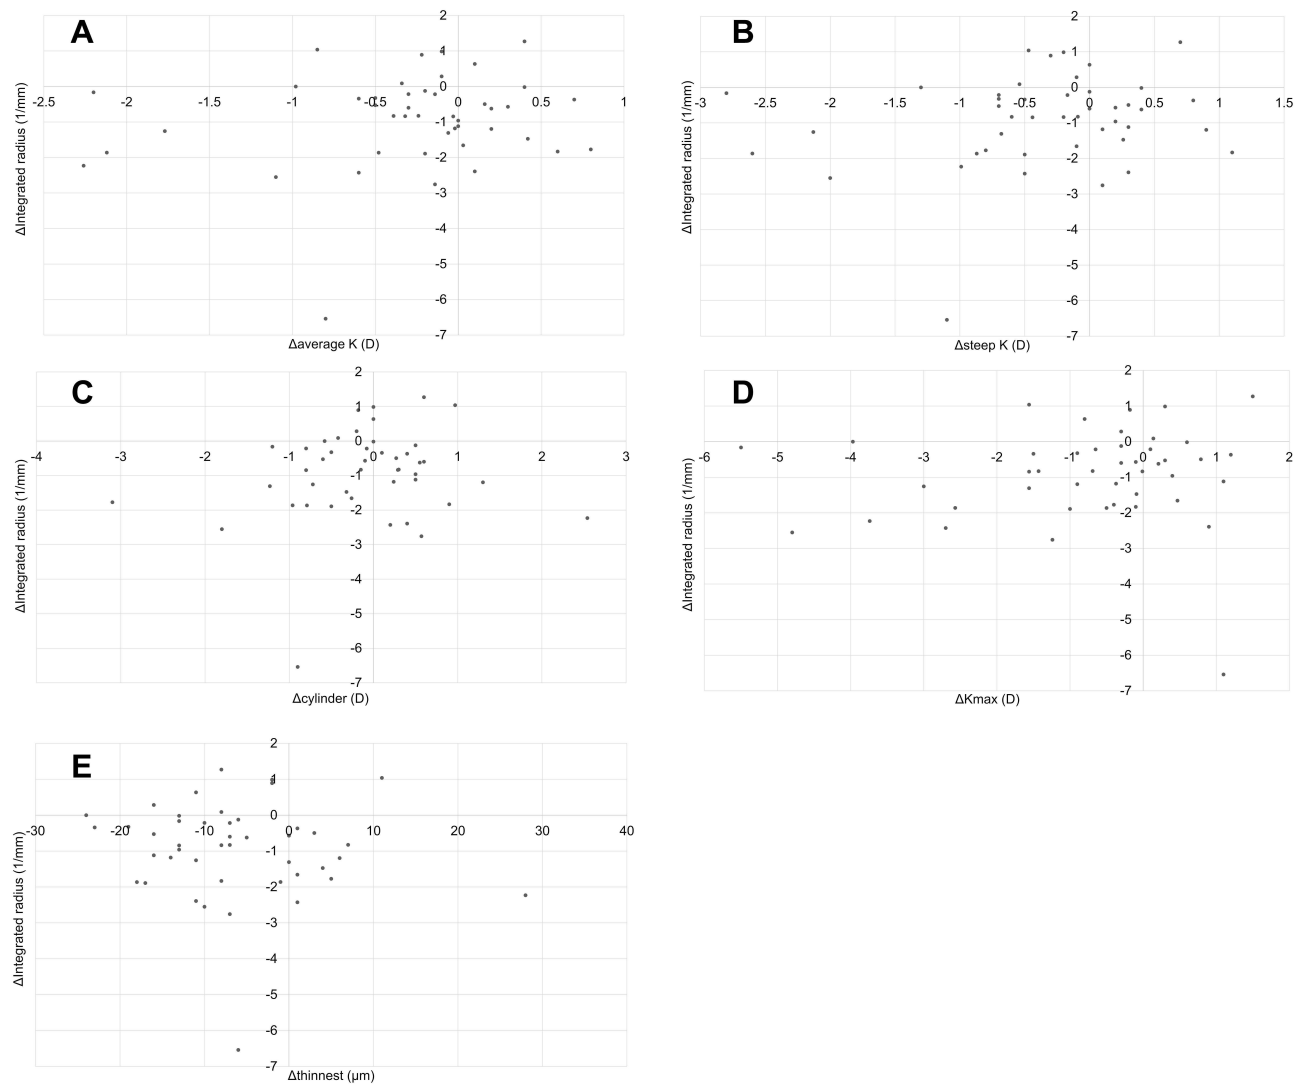 A
2
1
0
-2.5 -2 -1.5 -1 -0.5 0 0.5 1
-1
-2
-3
-4
-5
-6
-7
ΔIntegrated radius (1/mm)
Δaverage K (D)
B
2
1
0
-3 -2.5 -2 -1.5 -1 -0.5 0 0.5 1 1.5
-1
-2
-3
-4
-5
-6
-7
ΔIntegrated radius (1/mm)
Δsteep K (D)
C
2
1
0
-4 -3 -2 -1 0 1 2 3
-1
-2
-3
-4
-5
-6
-7
ΔIntegrated radius (1/mm)
Δcylinder (D)
D
2
1
0
-6 -5 -4 -3 -2 -1 0 1 2
-1
-2
-3
-4
-5
-6
-7
ΔIntegrated radius (1/mm)
ΔKmax (D)
E
2
1
0
-30 -20 -10 0 10 20 30 40
-1
-2
-3
-4
-5
-6
-7
ΔIntegrated radius (1/mm)
Δthinnest (μm)